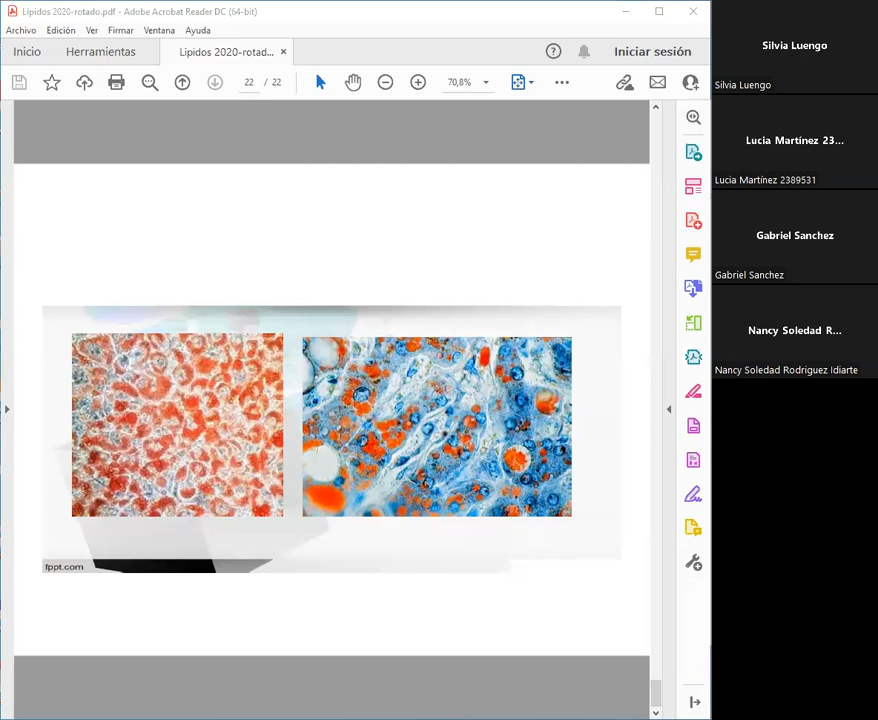 Lipidos 2020-rotado.pdf - Adobe Acrobat Reader DC (64-bit)
Archivo Edición Ver Firmar Ventana Ayuda
Inicio Herramientas Lipidos 2020-rotad... × Iniciar sesión
22 / 22 70,8%
fppt.com
Silvia Luengo
Silvia Luengo
Lucia Martínez 23...
Lucia Martínez 2389531
Gabriel Sanchez
Gabriel Sanchez
Nancy Soledad R...
Nancy Soledad Rodriguez Idiarte